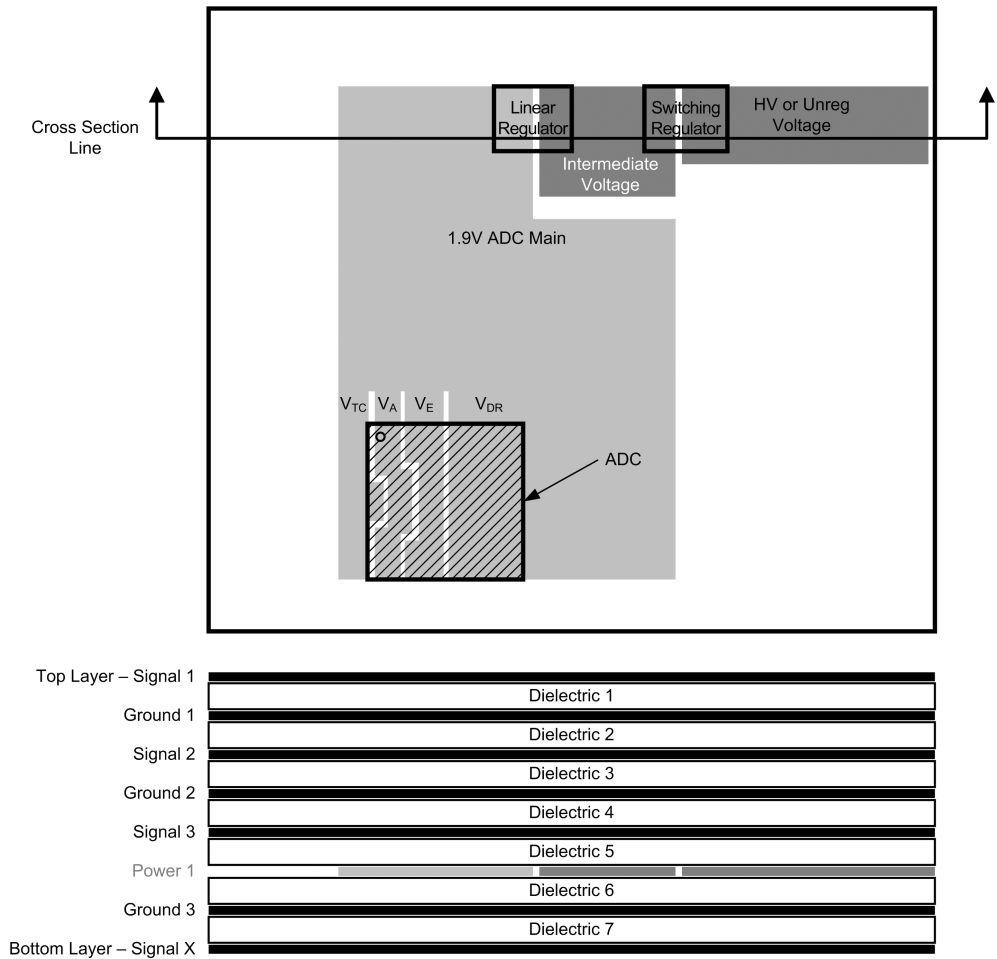 Linear
Regulator
Switching
Regulator
HV or Unreg
Voltage
Cross Section
Line
Intermediate
Voltage
1.9V ADC Main
VTC VA VE VDR
ADC
Top Layer – Signal 1
Dielectric 1
Ground 1
Dielectric 2
Signal 2
Dielectric 3
Ground 2
Dielectric 4
Signal 3
Dielectric 5
Power 1
Dielectric 6
Ground 3
Dielectric 7
Bottom Layer – Signal X